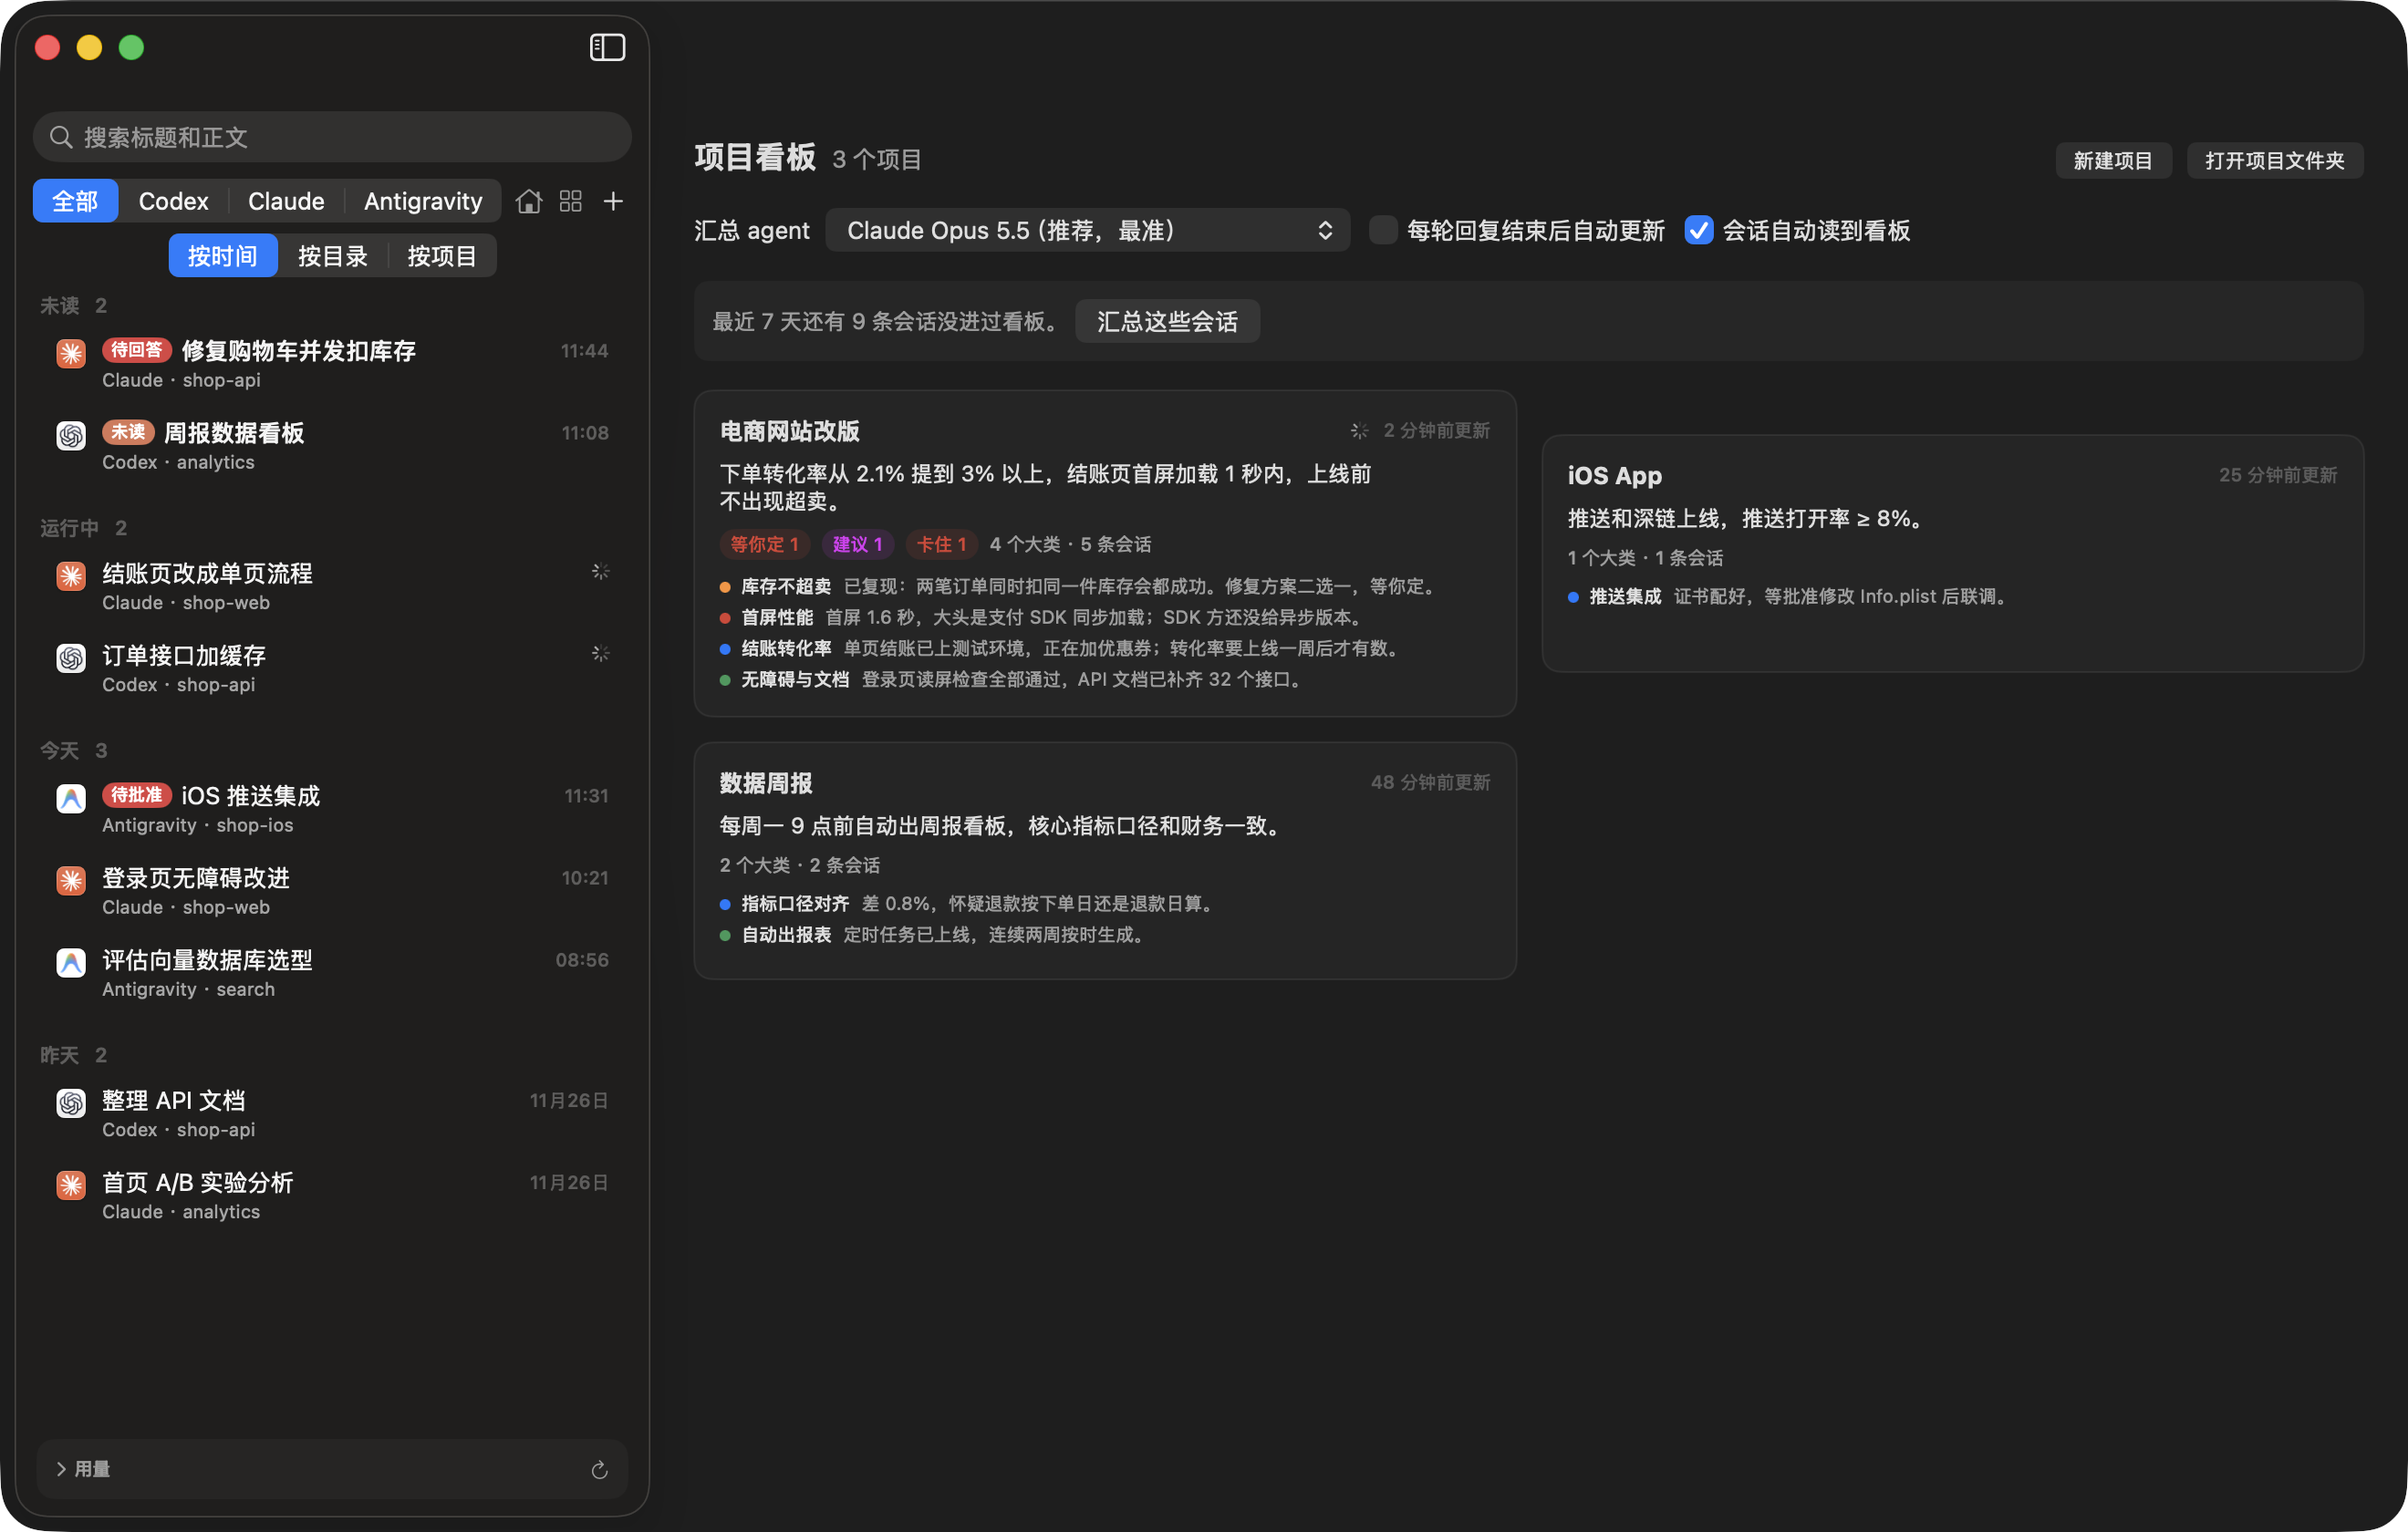 搜索标题和正文
全部 Codex Claude Antigravity
按时间 按目录 按项目
未读 2
待回答 修复购物车并发扣库存 11:44
Claude · shop-api
未读 周报数据看板 11:08
Codex · analytics
运行中 2
结账页改成单页流程
Claude · shop-web
订单接口加缓存
Codex · shop-api
今天 3
待批准 iOS 推送集成 11:31
Antigravity · shop-ios
登录页无障碍改进 10:21
Claude · shop-web
评估向量数据库选型 08:56
Antigravity · search
昨天 2
整理 API 文档 11月26日
Codex · shop-api
首页 A/B 实验分析 11月26日
Claude · analytics
用量
项目看板 3 个项目
新建项目 打开项目文件夹
汇总 agent Claude Opus 5.5 (推荐，最准) 每轮回复结束后自动更新 会话自动读到看板
最近 7 天还有 9 条会话没进过看板。 汇总这些会话
电商网站改版 2 分钟前更新
下单转化率从 2.1% 提到 3% 以上，结账页首屏加载 1 秒内，上线前
不出现超卖。
等你定 1 建议 1 卡住 1 4 个大类 · 5 条会话
库存不超卖 已复现：两笔订单同时扣同一件库存会都成功。修复方案二选一，等你定。
首屏性能 首屏 1.6 秒，大头是支付 SDK 同步加载；SDK 方还没给异步版本。
结账转化率 单页结账已上测试环境，正在加优惠券；转化率要上线一周后才有数。
无障碍与文档 登录页读屏检查全部通过，API 文档已补齐 32 个接口。
iOS App 25 分钟前更新
推送和深链上线，推送打开率 ≥ 8%。
1 个大类 · 1 条会话
推送集成 证书配好，等批准修改 Info.plist 后联调。
数据周报 48 分钟前更新
每周一 9 点前自动出周报看板，核心指标口径和财务一致。
2 个大类 · 2 条会话
指标口径对齐 差 0.8%，怀疑退款按下单日还是退款日算。
自动出报表 定时任务已上线，连续两周按时生成。